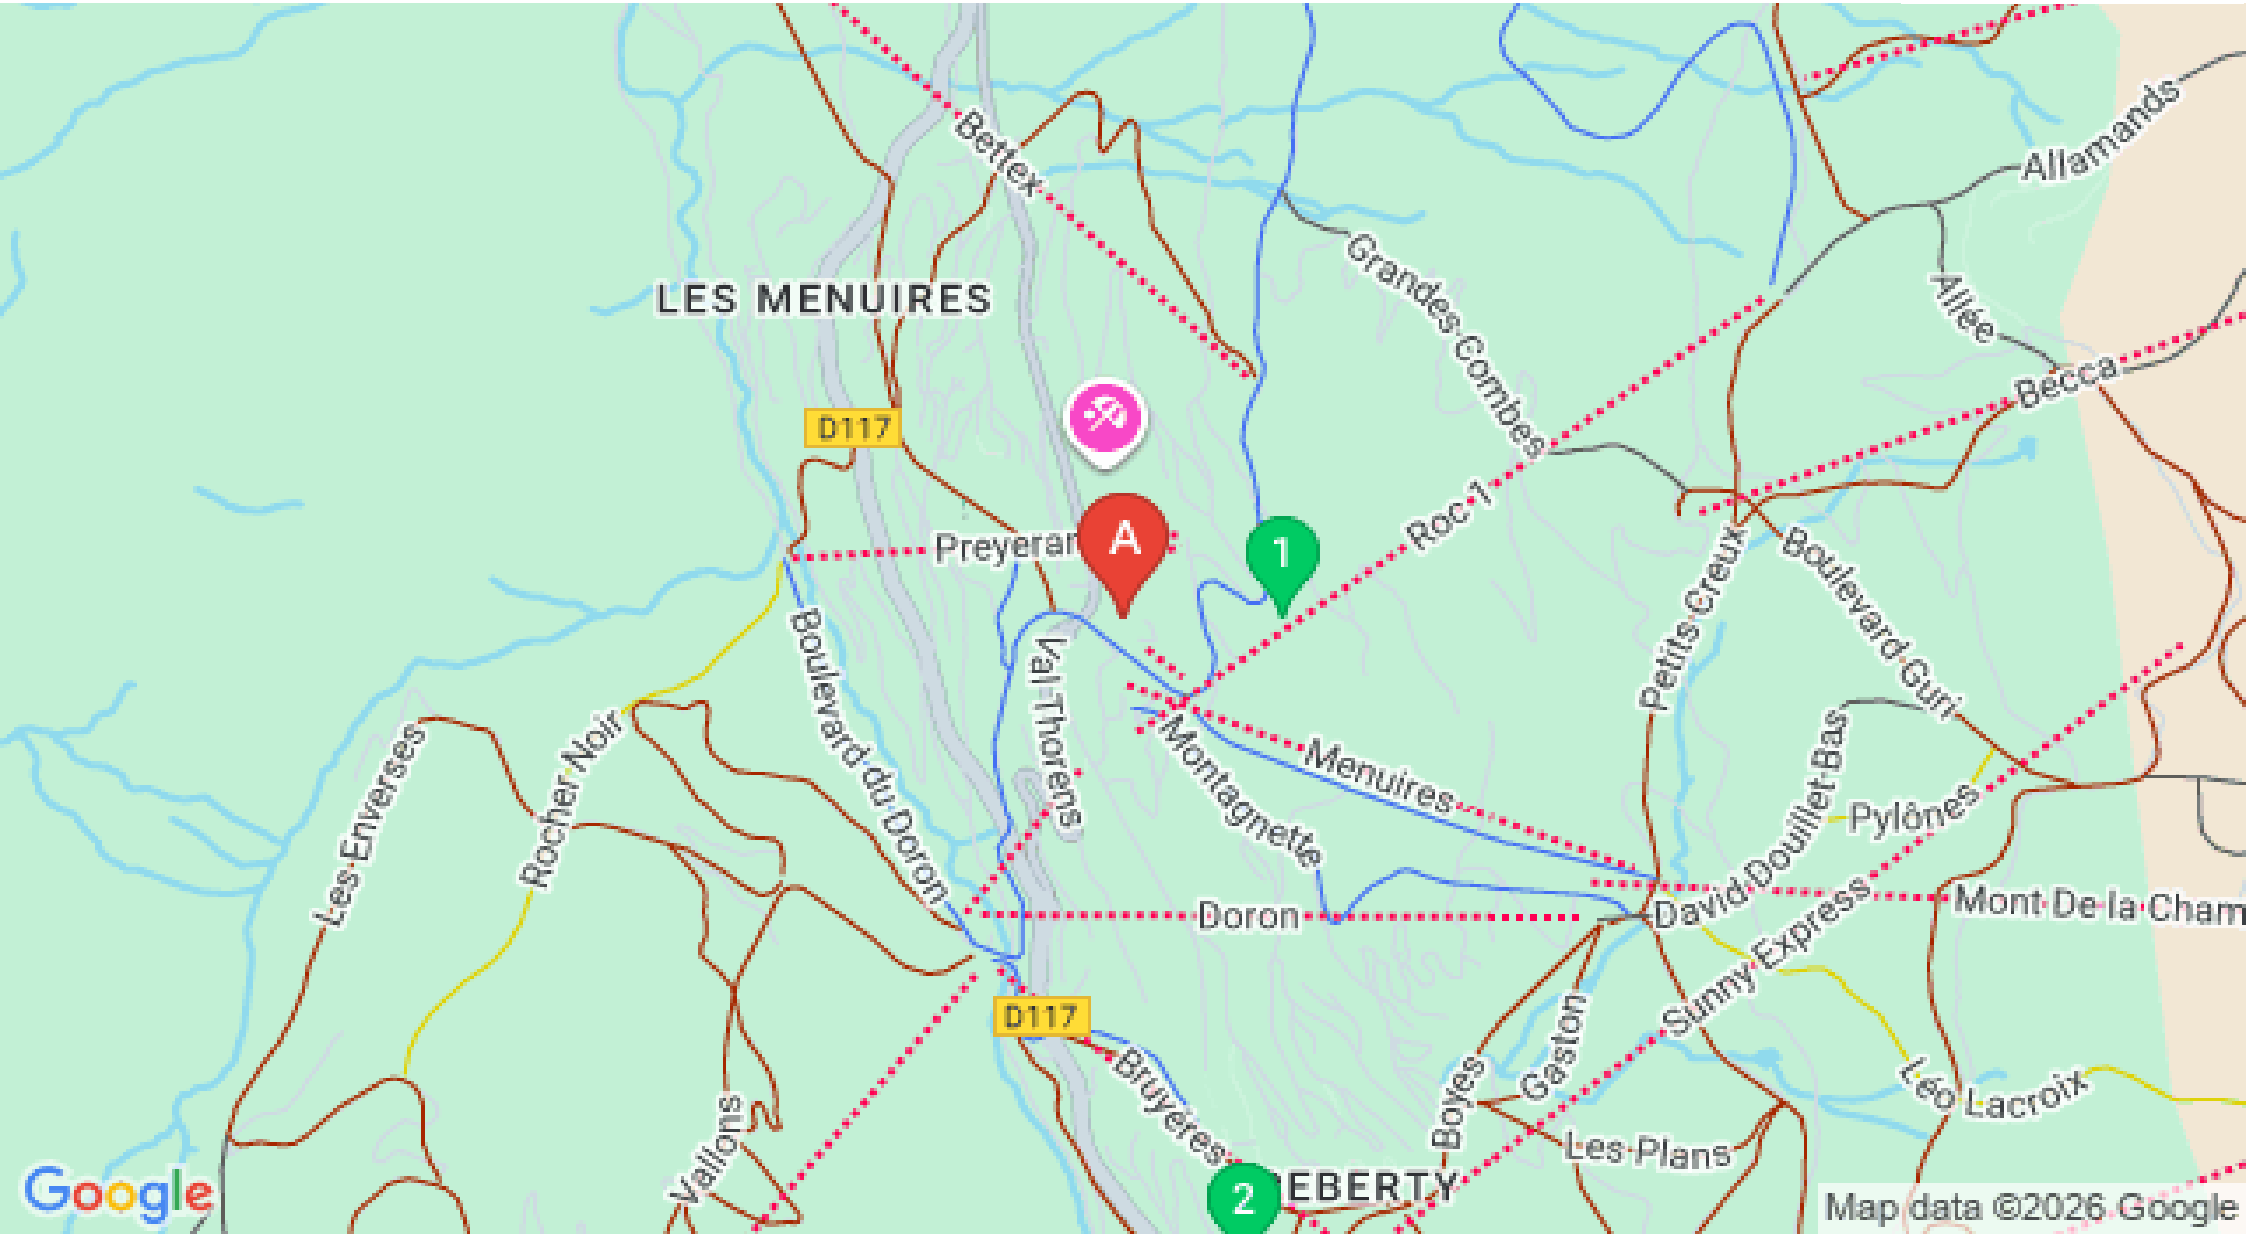 Bettex
Allamands
LES MENUIRES
Grandes Combes
Allée
Becca
D117
Roc 1
Preyerar
A
1
Petits Creux
Boulevard Guri
Boulevard du Doron
Val Thorens
Les Enverses
Rocher Noir
Montagnette
Menuires
David Douillet Bas
Pylônes
Doron
Mont De la Cham
Sunny Express
D117
Bruyères
Gaston
Boyes
Léo Lacroix
Vallons
Les Plans
2
EBERTY
Google
Map data ©2026 Google